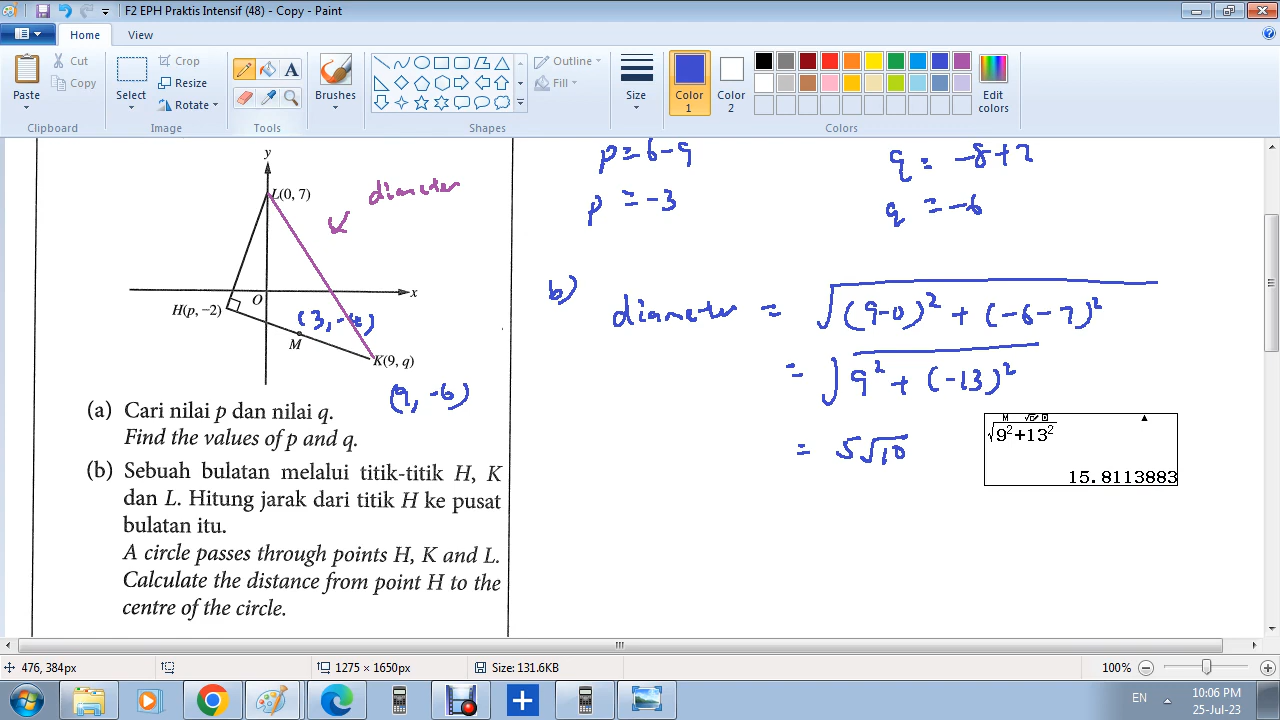 F2 EPH Praktis Intensif (48) - Copy - Paint
Home
View
Paste
Cut
Copy
Clipboard
Select
Crop
Resize
Rotate
Image
A
Tools
Brushes
Shapes
Outline
Fill
Size
Color 1
Color 2
Edit colors
Colors
y
L(0, 7)
diameter
O
x
H(p, −2)
M
K(9, q)
(9, -6)
(a) Cari nilai p dan nilai q.
Find the values of p and q.
(b) Sebuah bulatan melalui titik-titik H, K
dan L. Hitung jarak dari titik H ke pusat
bulatan itu.
A circle passes through points H, K and L.
Calculate the distance from point H to the
centre of the circle.
p = 6-9
p = -3
q = -8+2
q = -6
b) diameter = √(9-0)² + (-6-7)²
= √9² + (-13)²
= 5√10
√9²+13²
15.8113883
476, 384px
1275 × 1650px
Size: 131.6KB
100%
EN
10:06 PM
25-Jul-23